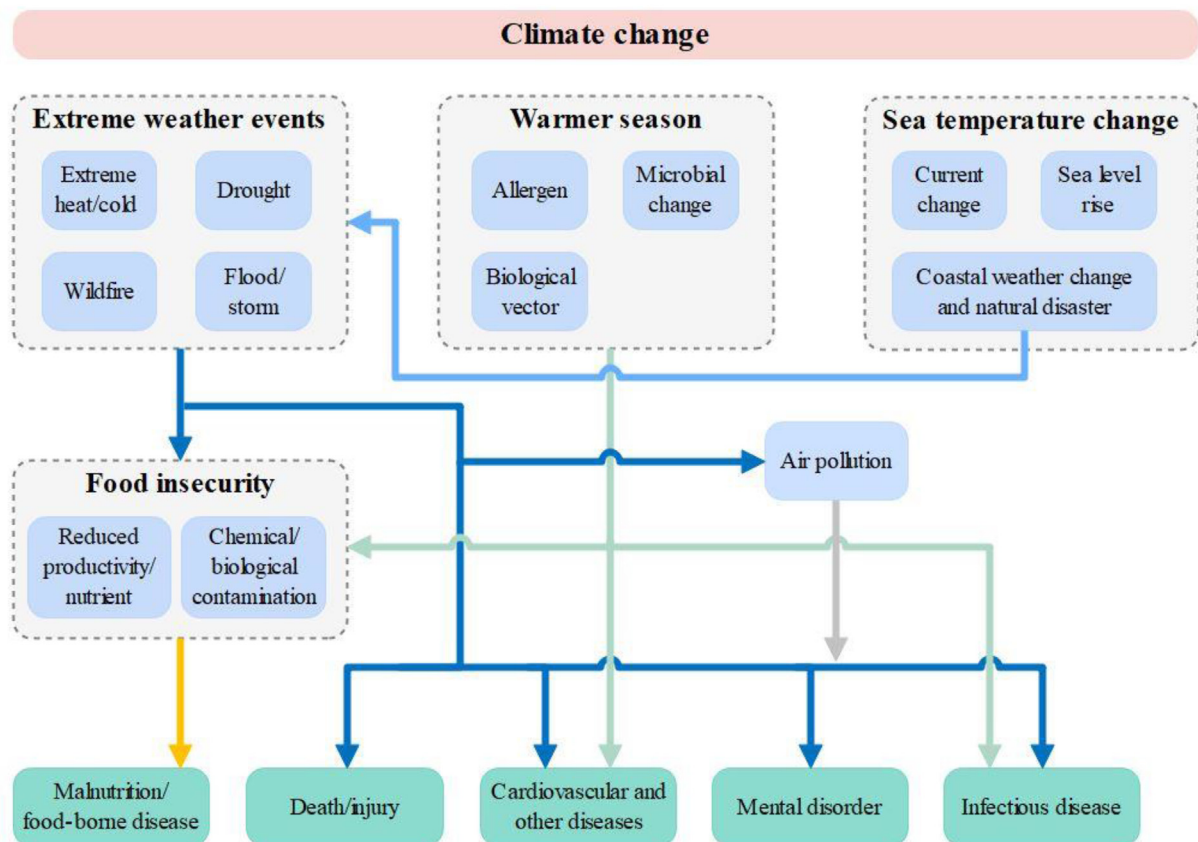 Climate change
Extreme weather events
Extreme
heat/cold
Drought
Wildfire
Flood/
storm
Warmer season
Allergen
Microbial
change
Biological
vector
Sea temperature change
Current
change
Sea level
rise
Coastal weather change
and natural disaster
Air pollution
Food insecurity
Reduced
productivity/
nutrient
Chemical/
biological
contamination
Malnutrition/
food-borne disease
Death/injury
Cardiovascular and
other diseases
Mental disorder
Infectious disease